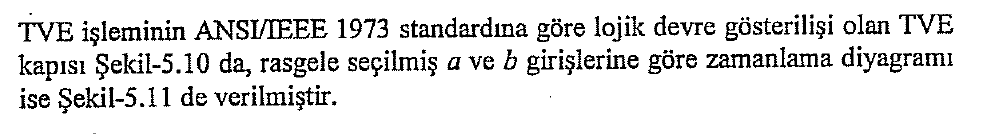 TVE işleminin ANSI/IEEE 1973 standardına göre lojik devre gösterilişi olan TVE
kapısı Şekil-5.10 da, rasgele seçilmiş a ve b girişlerine göre zamanlama diyagramı
ise Şekil-5.11 de verilmiştir.